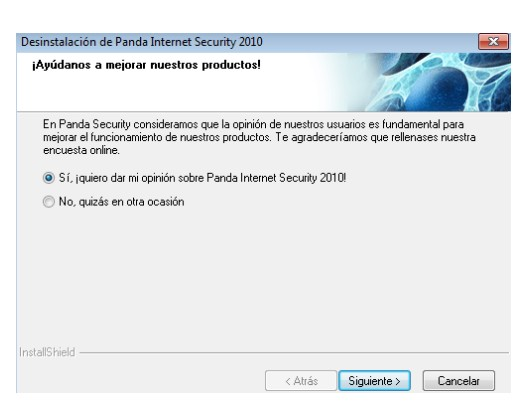 Desinstalación de Panda Internet Security 2010
¡Ayúdanos a mejorar nuestros productos!
En Panda Security consideramos que la opinión de nuestros usuarios es fundamental para
mejorar el funcionamiento de nuestros productos. Te agradeceríamos que rellenases nuestra
encuesta online.
Sí, ¡quiero dar mi opinión sobre Panda Internet Security 2010!
No, quizás en otra ocasión
InstallShield
< Atrás
Siguiente >
Cancelar